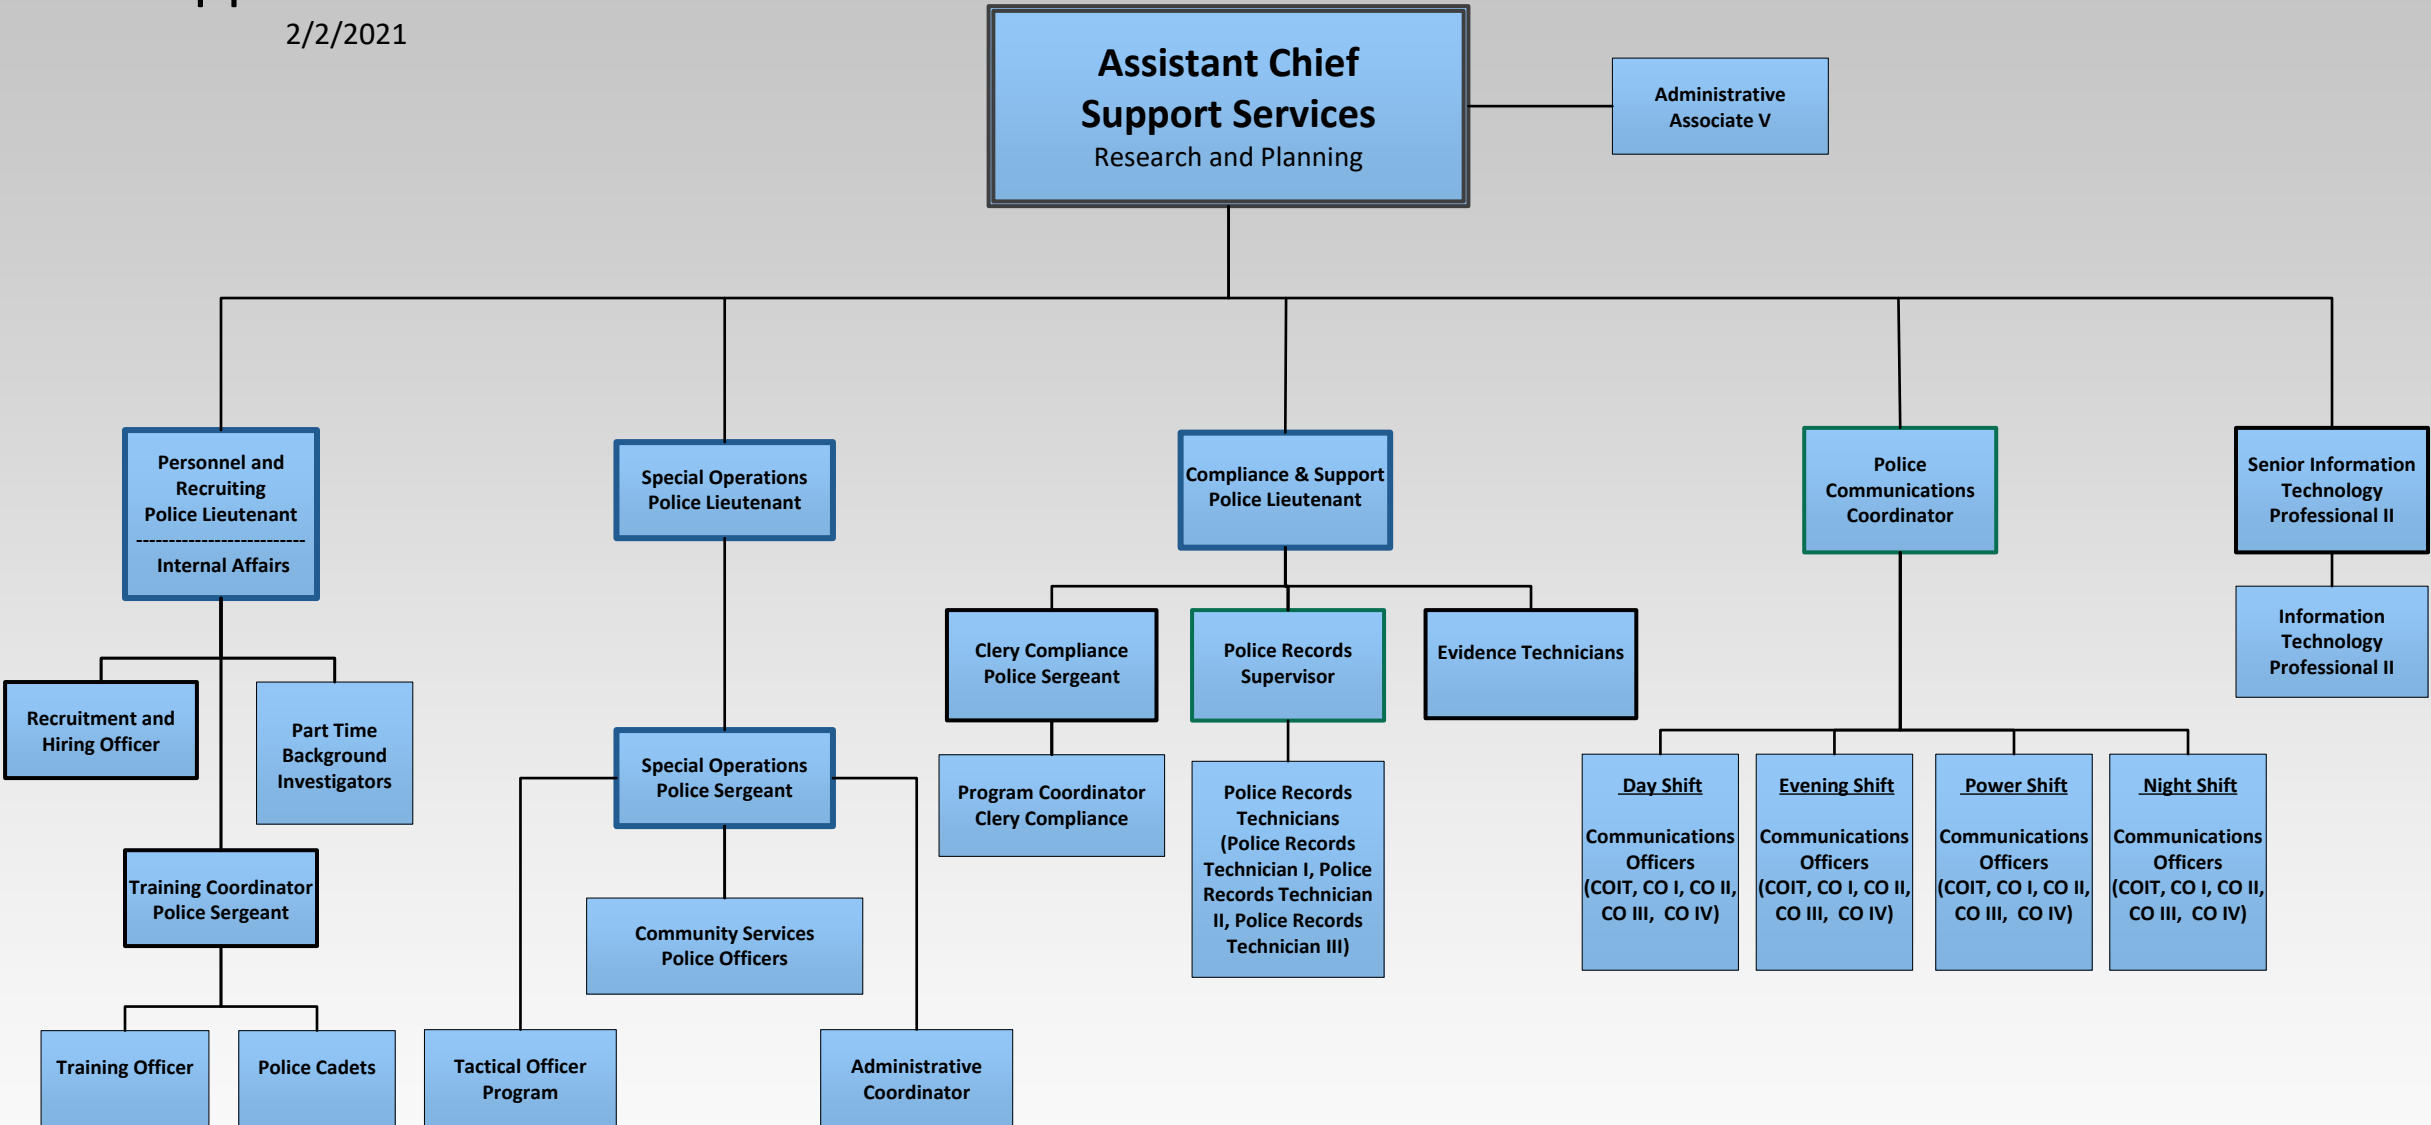 2/2/2021
Assistant Chief
Support Services
Research and Planning
Administrative
Associate V
Personnel and
Recruiting
Police Lieutenant
--------------------------
Internal Affairs
Special Operations
Police Lieutenant
Compliance & Support
Police Lieutenant
Police
Communications
Coordinator
Senior Information
Technology
Professional II
Recruitment and
Hiring Officer
Part Time
Background
Investigators
Training Coordinator
Police Sergeant
Training Officer
Police Cadets
Special Operations
Police Sergeant
Community Services
Police Officers
Tactical Officer
Program
Administrative
Coordinator
Clery Compliance
Police Sergeant
Police Records
Supervisor
Evidence Technicians
Program Coordinator
Clery Compliance
Police Records
Technicians
(Police Records
Technician I, Police
Records Technician
II, Police Records
Technician III)
Day Shift
Communications
Officers
(COIT, CO I, CO II,
CO III,  CO IV)
Evening Shift
Communications
Officers
(COIT, CO I, CO II,
CO III,  CO IV)
Power Shift
Communications
Officers
(COIT, CO I, CO II,
CO III,  CO IV)
Night Shift
Communications
Officers
(COIT, CO I, CO II,
CO III,  CO IV)
Information
Technology
Professional II